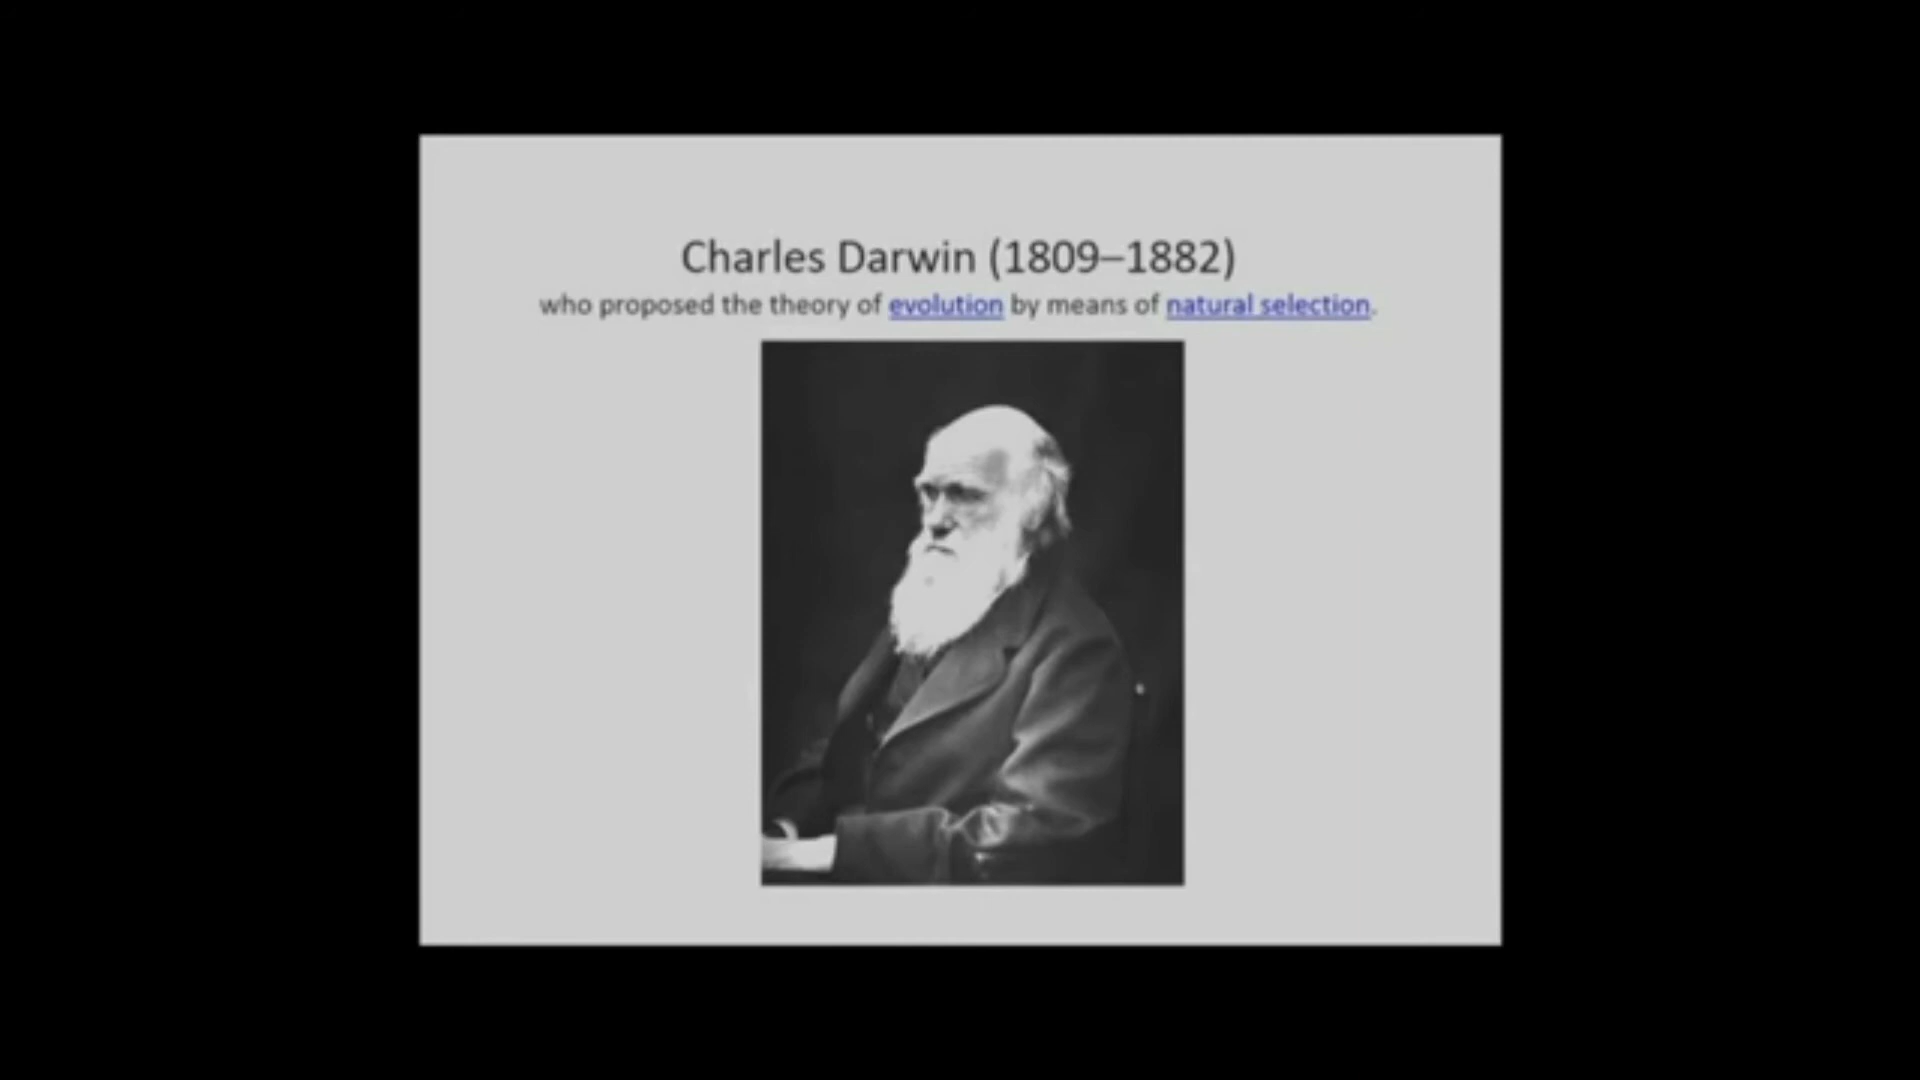 Charles Darwin (1809–1882)
who proposed the theory of evolution by means of natural selection.